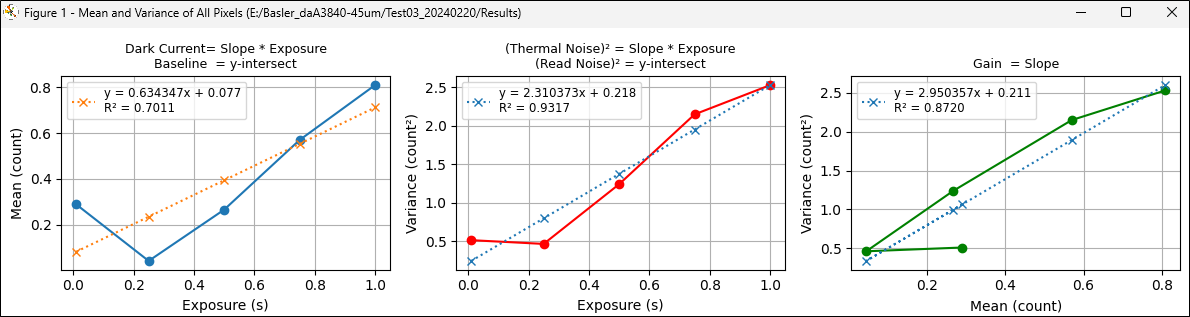 Figure 1 - Mean and Variance of All Pixels (E:/Basler_daA3840-45um/Test03_20240220/Results)
Dark Current= Slope * Exposure
Baseline  = y-intersect
y = 0.634347x + 0.077
R² = 0.7011
Mean (count)
0.8
0.6
0.4
0.2
0.0 0.2 0.4 0.6 0.8 1.0
Exposure (s)
(Thermal Noise)² = Slope * Exposure
(Read Noise)² = y-intersect
y = 2.310373x + 0.218
R² = 0.9317
Variance (count²)
2.5
2.0
1.5
1.0
0.5
0.0 0.2 0.4 0.6 0.8 1.0
Exposure (s)
Gain  = Slope
y = 2.950357x + 0.211
R² = 0.8720
Variance (count²)
2.5
2.0
1.5
1.0
0.5
0.2 0.4 0.6 0.8
Mean (count)